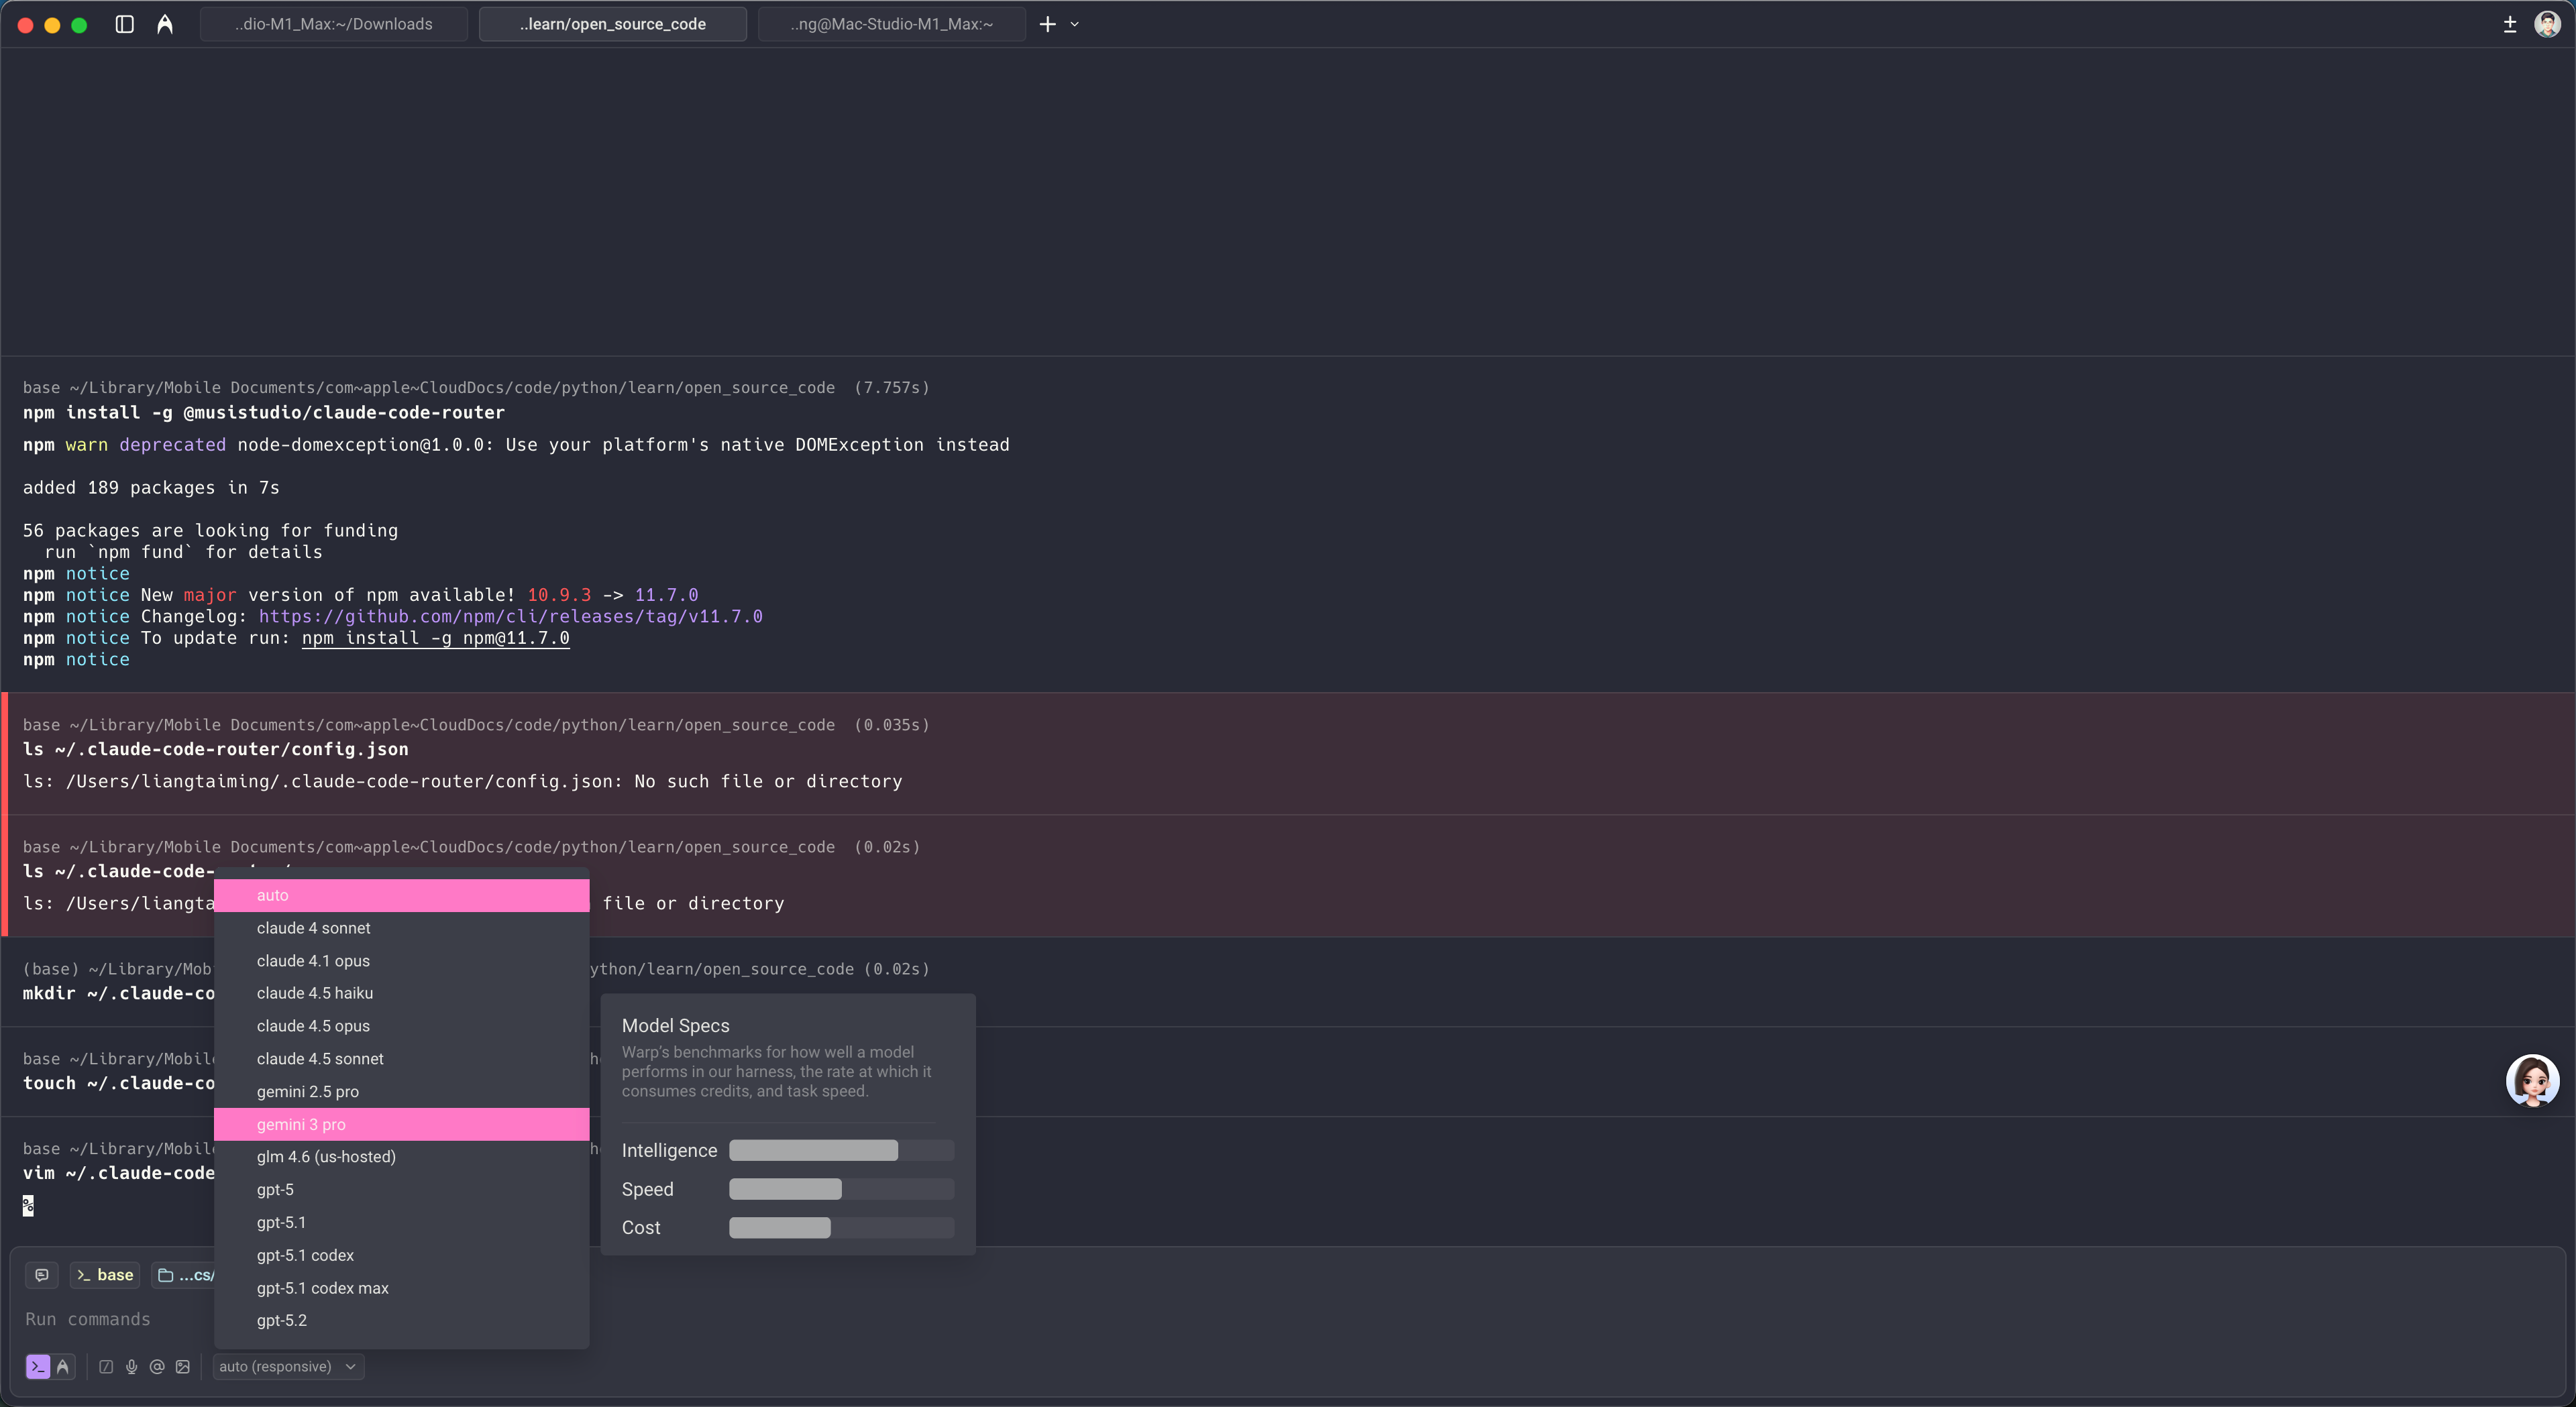 ..dio-M1_Max:~/Downloads
..learn/open_source_code
..ng@Mac-Studio-M1_Max:~
base ~/Library/Mobile Documents/com~apple~CloudDocs/code/python/learn/open_source_code (7.757s)
npm install -g @musistudio/claude-code-router
npm warn deprecated node-domexception@1.0.0: Use your platform's native DOMException instead
added 189 packages in 7s
56 packages are looking for funding
run `npm fund` for details
npm notice
npm notice New major version of npm available! 10.9.3 -> 11.7.0
npm notice Changelog: https://github.com/npm/cli/releases/tag/v11.7.0
npm notice To update run: npm install -g npm@11.7.0
npm notice
base ~/Library/Mobile Documents/com~apple~CloudDocs/code/python/learn/open_source_code (0.035s)
ls ~/.claude-code-router/config.json
ls: /Users/liangtaiming/.claude-code-router/config.json: No such file or directory
base ~/Library/Mobile Documents/com~apple~CloudDocs/code/python/learn/open_source_code (0.02s)
ls ~/.claude-code-
ls: /Users/liangta file or directory
(base) ~/Library/Mob ython/learn/open_source_code (0.02s)
mkdir ~/.claude-co
base ~/Library/Mobile
touch ~/.claude-co
base ~/Library/Mobile
vim ~/.claude-code
%
auto
claude 4 sonnet
claude 4.1 opus
claude 4.5 haiku
claude 4.5 opus
claude 4.5 sonnet
gemini 2.5 pro
gemini 3 pro
glm 4.6 (us-hosted)
gpt-5
gpt-5.1
gpt-5.1 codex
gpt-5.1 codex max
gpt-5.2
Model Specs
Warp's benchmarks for how well a model
performs in our harness, the rate at which it
consumes credits, and task speed.
Intelligence
Speed
Cost
>_ base
...cs/
Run commands
auto (responsive)